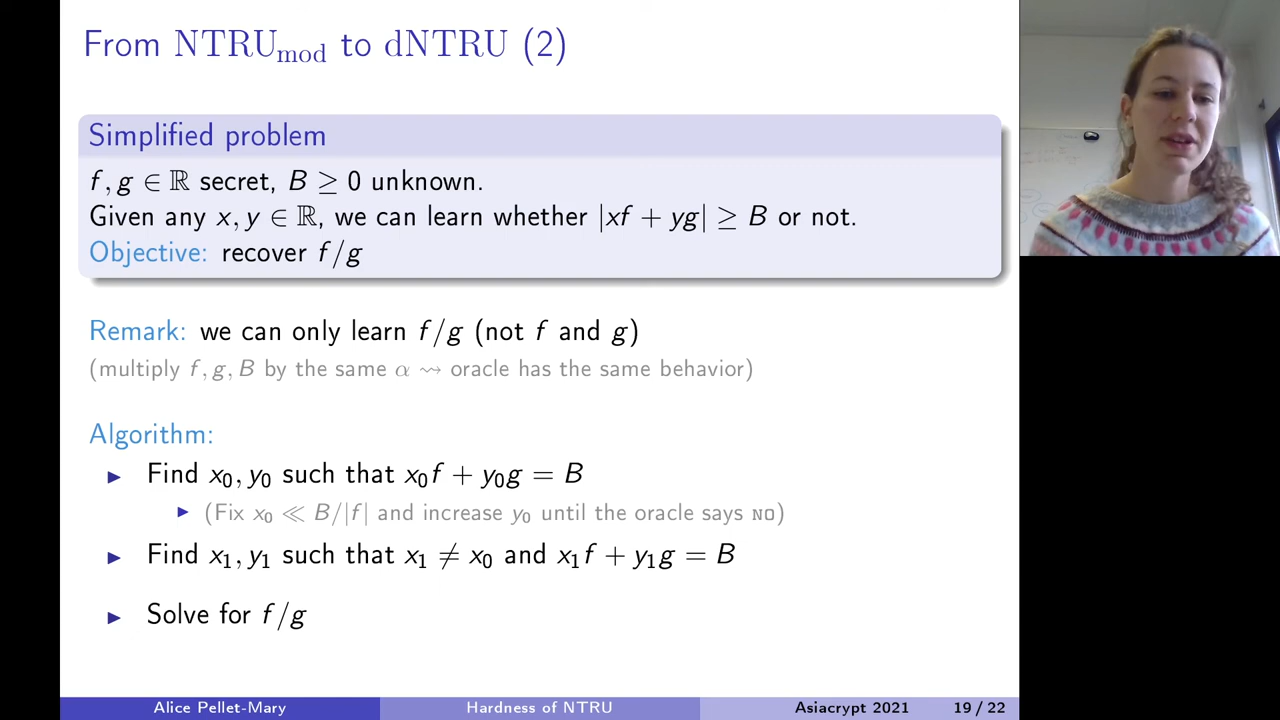 From NTRU_mod to dNTRU (2)
Simplified problem
f, g ∈ ℝ secret, B ≥ 0 unknown.
Given any x, y ∈ ℝ, we can learn whether |xf + yg| ≥ B or not.
Objective: recover f/g
Remark: we can only learn f/g (not f and g)
(multiply f, g, B by the same α ⇝ oracle has the same behavior)
Algorithm:
▶ Find x₀, y₀ such that x₀f + y₀g = B
▶ (Fix x₀ ≪ B/|f| and increase y₀ until the oracle says NO)
▶ Find x₁, y₁ such that x₁ ≠ x₀ and x₁f + y₁g = B
▶ Solve for f/g
Alice Pellet-Mary Hardness of NTRU Asiacrypt 2021 19 / 22